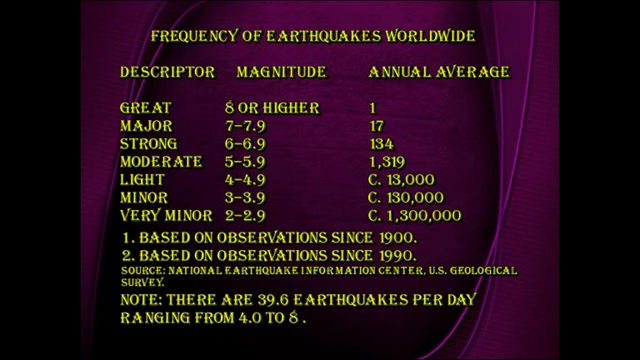 FREQUENCY OF EARTHQUAKES WORLDWIDE
DESCRIPTOR MAGNITUDE ANNUAL AVERAGE
GREAT 8 OR HIGHER 1
MAJOR 7–7.9 17
STRONG 6–6.9 134
MODERATE 5–5.9 1,319
LIGHT 4–4.9 C. 13,000
MINOR 3–3.9 C. 130,000
VERY MINOR 2–2.9 C. 1,300,000
1. BASED ON OBSERVATIONS SINCE 1900.
2. BASED ON OBSERVATIONS SINCE 1990.
SOURCE: NATIONAL EARTHQUAKE INFORMATION CENTER, U.S. GEOLOGICAL
SURVEY.
NOTE: THERE ARE 39.6 EARTHQUAKES PER DAY
RANGING FROM 4.0 TO 8 .